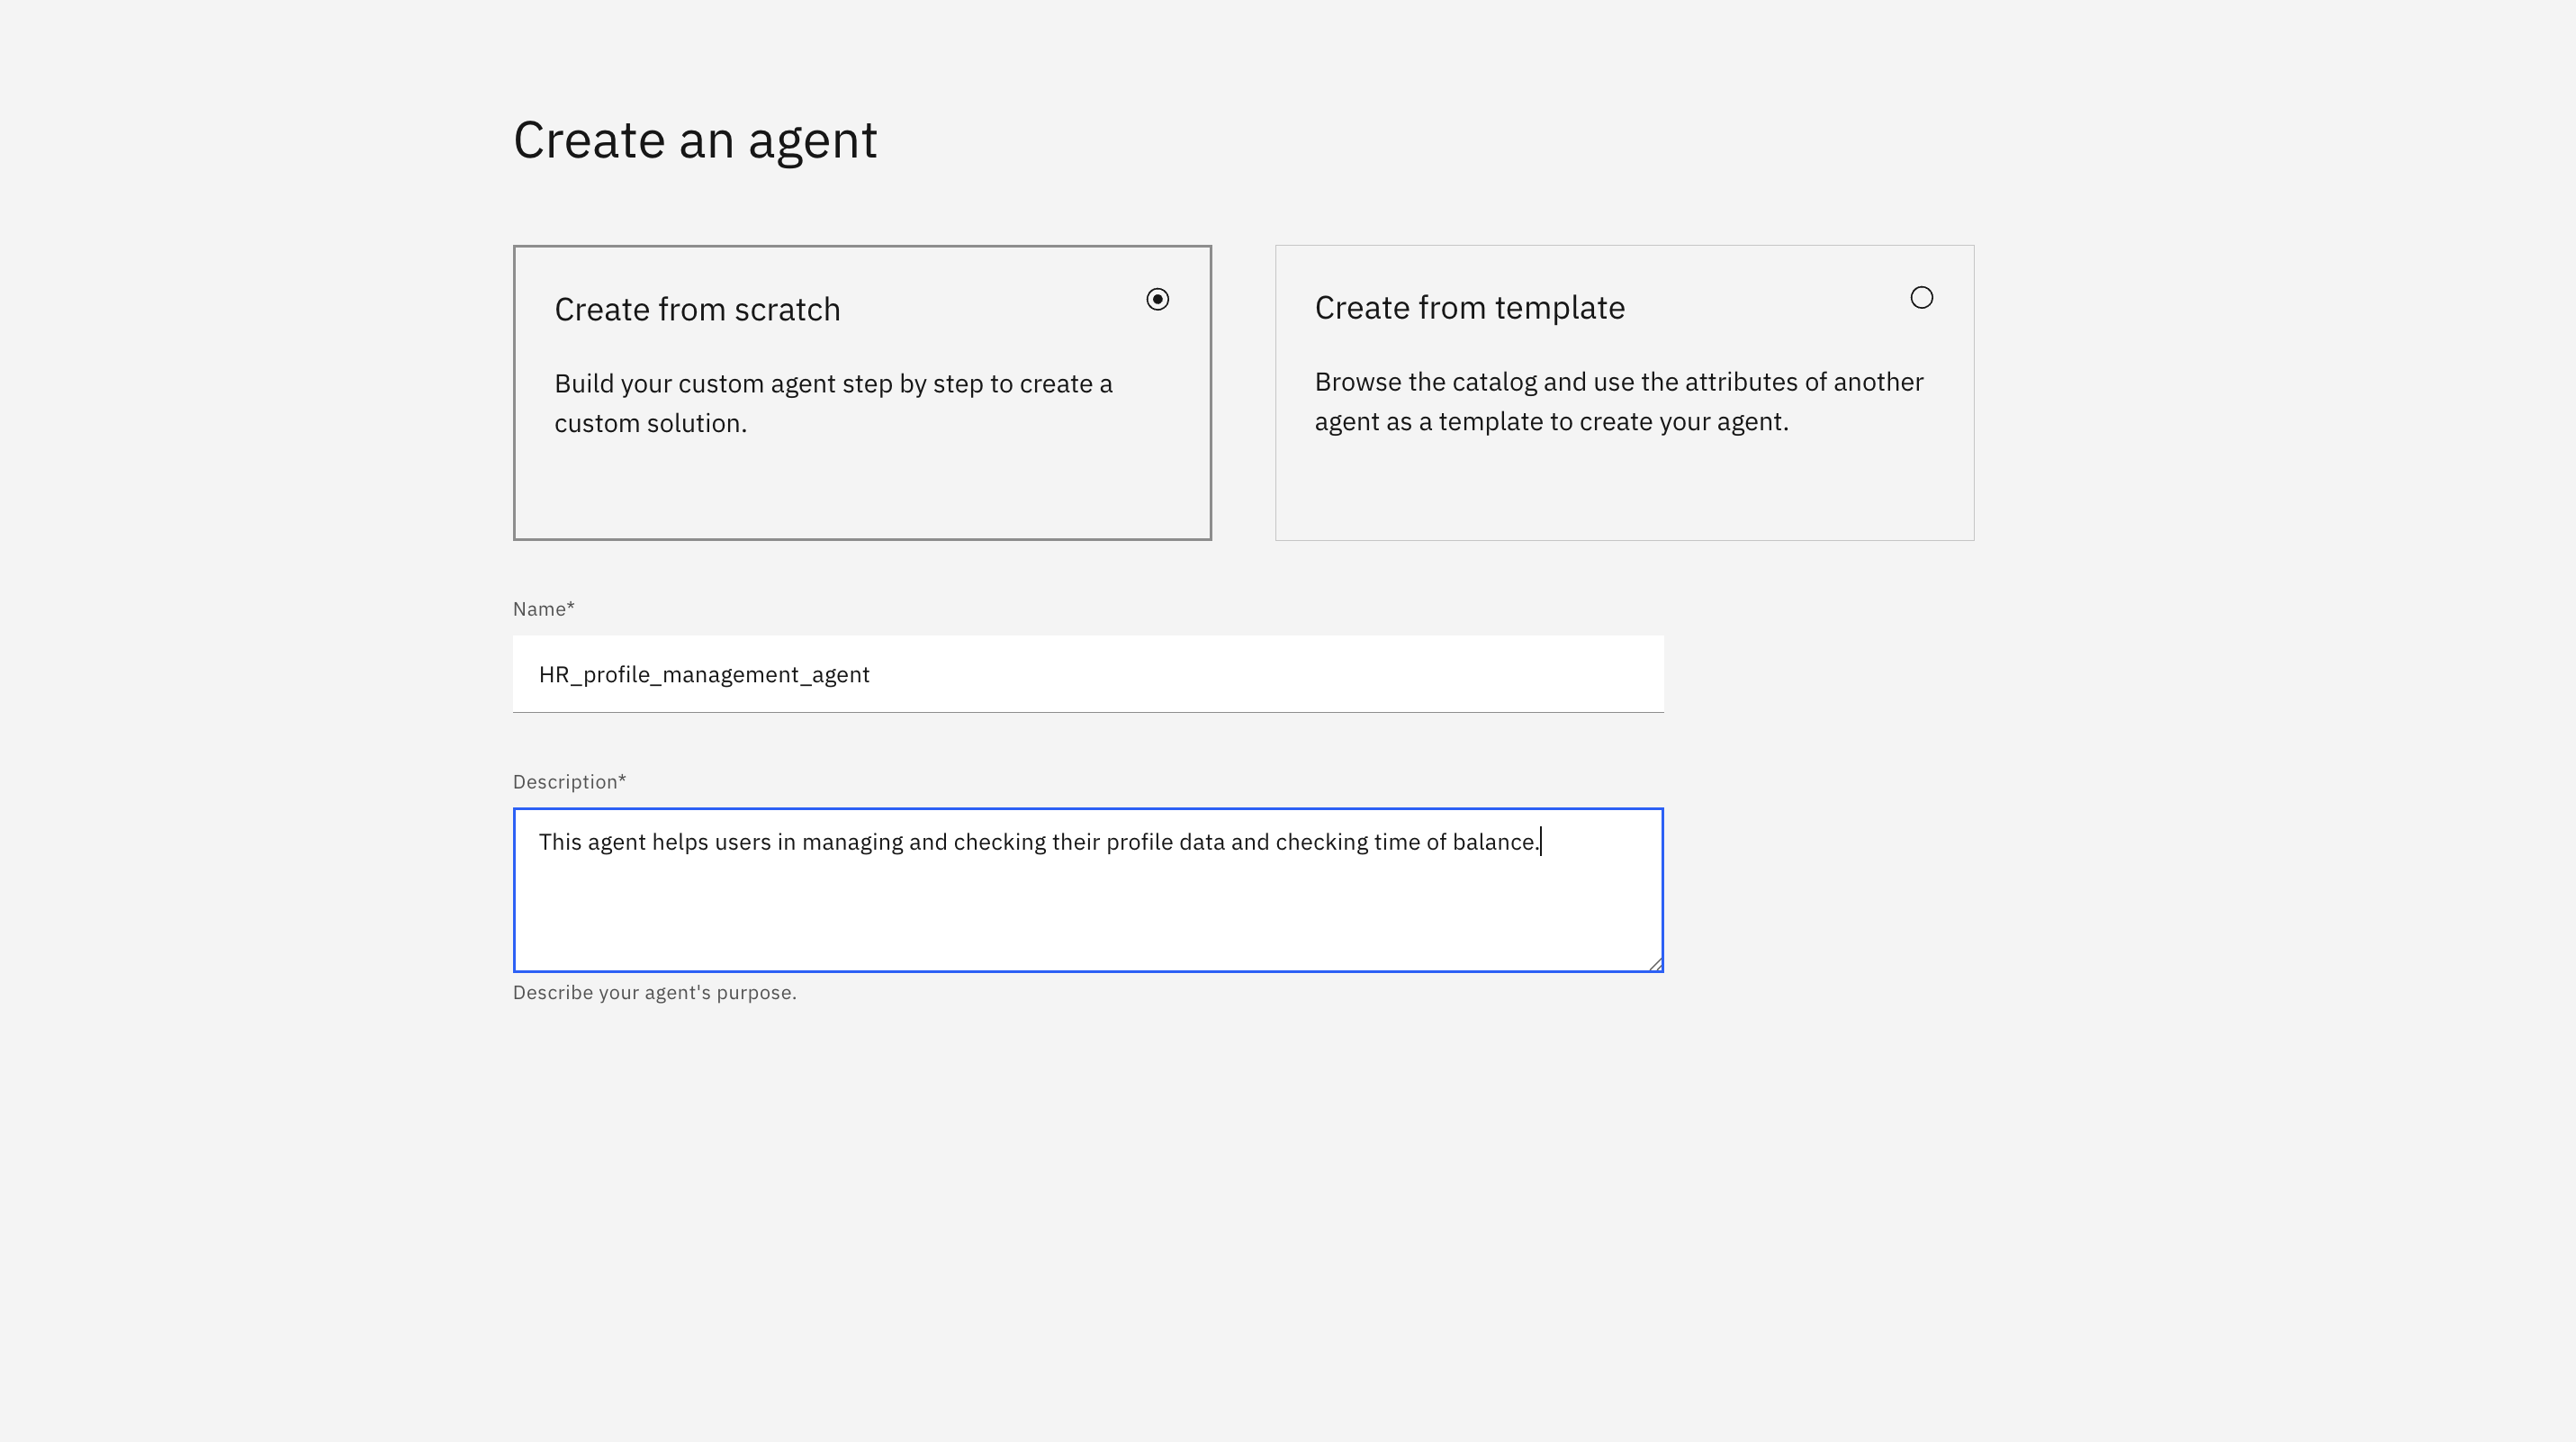 Create an agent
Create from scratch
Build your custom agent step by step to create a
custom solution.
Create from template
Browse the catalog and use the attributes of another
agent as a template to create your agent.
Name*
HR_profile_management_agent
Description*
This agent helps users in managing and checking their profile data and checking time of balance.
Describe your agent's purpose.